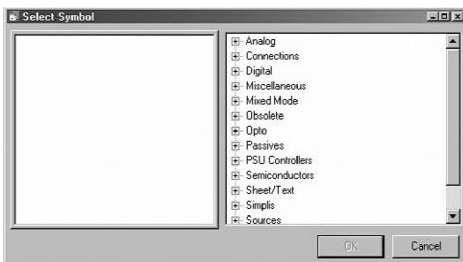 Select Symbol
Analog
Connections
Digital
Miscellaneous
Mixed Mode
Obsolete
Opto
Passives
PSU Controllers
Semiconductors
Sheet/Text
Simplis
Sources
OK
Cancel